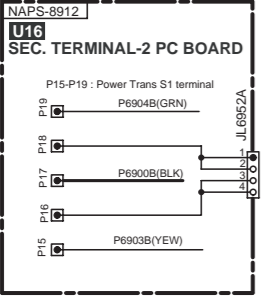 NAPS-8912
U16
SEC. TERMINAL-2 PC BOARD
P15-P19 : Power Trans S1 terminal
P19
P6904B(GRN)
JL6952A
P18
1
2
P17
P6900B(BLK)
3
4
P16
P15
P6903B(YEW)